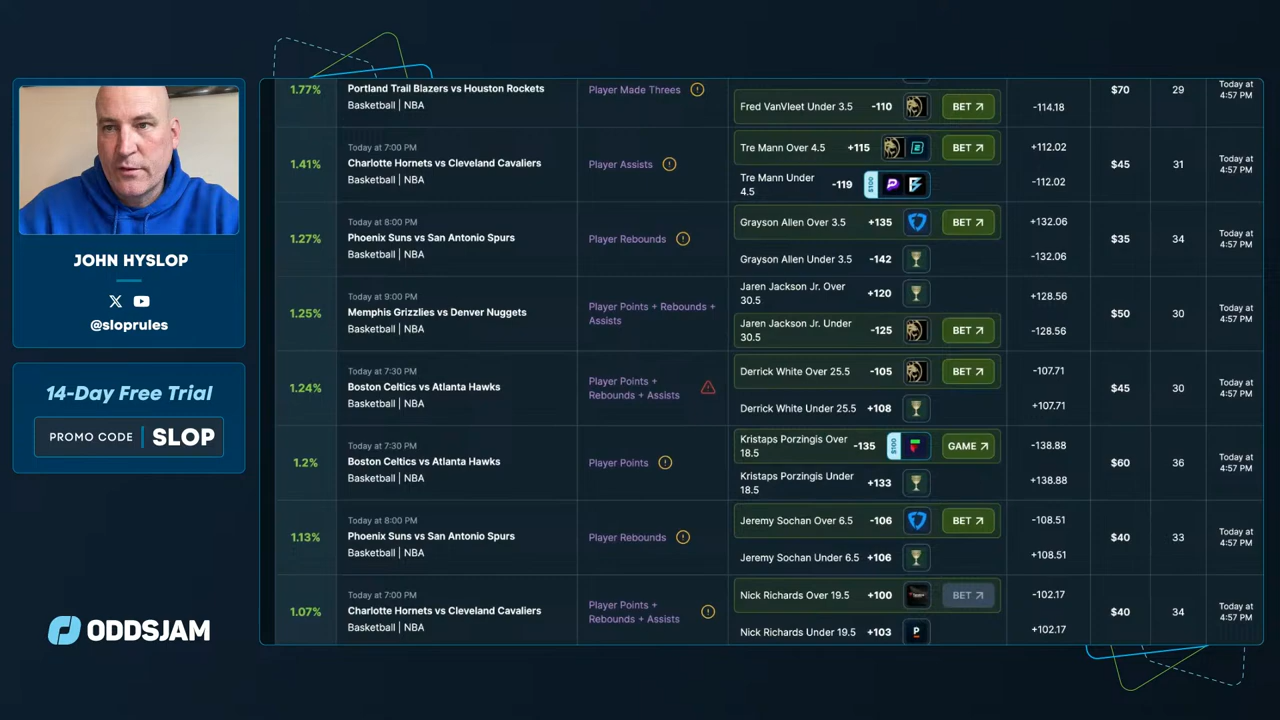 JOHN HYSLOP
@sloprules
14-Day Free Trial
PROMO CODE SLOP
ODDSJAM
1.77%
Portland Trail Blazers vs Houston Rockets
Basketball | NBA
Player Made Threes
Fred VanVleet Under 3.5 -110 BET
-114.18
$70
29
Today at
4:57 PM
1.41%
Today at 7:00 PM
Charlotte Hornets vs Cleveland Cavaliers
Basketball | NBA
Player Assists
Tre Mann Over 4.5 +115 BET
Tre Mann Under
4.5
-119
$100
+112.02
-112.02
$45
31
Today at
4:57 PM
1.27%
Today at 8:00 PM
Phoenix Suns vs San Antonio Spurs
Basketball | NBA
Player Rebounds
Grayson Allen Over 3.5 +135 BET
Grayson Allen Under 3.5 -142
+132.06
-132.06
$35
34
Today at
4:57 PM
1.25%
Today at 9:00 PM
Memphis Grizzlies vs Denver Nuggets
Basketball | NBA
Player Points + Rebounds +
Assists
Jaren Jackson Jr. Over
30.5
+120
Jaren Jackson Jr. Under
30.5
-125 BET
+128.56
-128.56
$50
30
Today at
4:57 PM
1.24%
Today at 7:30 PM
Boston Celtics vs Atlanta Hawks
Basketball | NBA
Player Points +
Rebounds + Assists
Derrick White Over 25.5 -105 BET
Derrick White Under 25.5 +108
-107.71
+107.71
$45
30
Today at
4:57 PM
1.2%
Today at 7:30 PM
Boston Celtics vs Atlanta Hawks
Basketball | NBA
Player Points
Kristaps Porzingis Over
18.5
-135 $100 GAME
Kristaps Porzingis Under
18.5
+133
-138.88
+138.88
$60
36
Today at
4:57 PM
1.13%
Today at 8:00 PM
Phoenix Suns vs San Antonio Spurs
Basketball | NBA
Player Rebounds
Jeremy Sochan Over 6.5 -106 BET
Jeremy Sochan Under 6.5 +106
-108.51
+108.51
$40
33
Today at
4:57 PM
1.07%
Today at 7:00 PM
Charlotte Hornets vs Cleveland Cavaliers
Basketball | NBA
Player Points +
Rebounds + Assists
Nick Richards Over 19.5 +100 BET
Nick Richards Under 19.5 +103 P
-102.17
+102.17
$40
34
Today at
4:57 PM